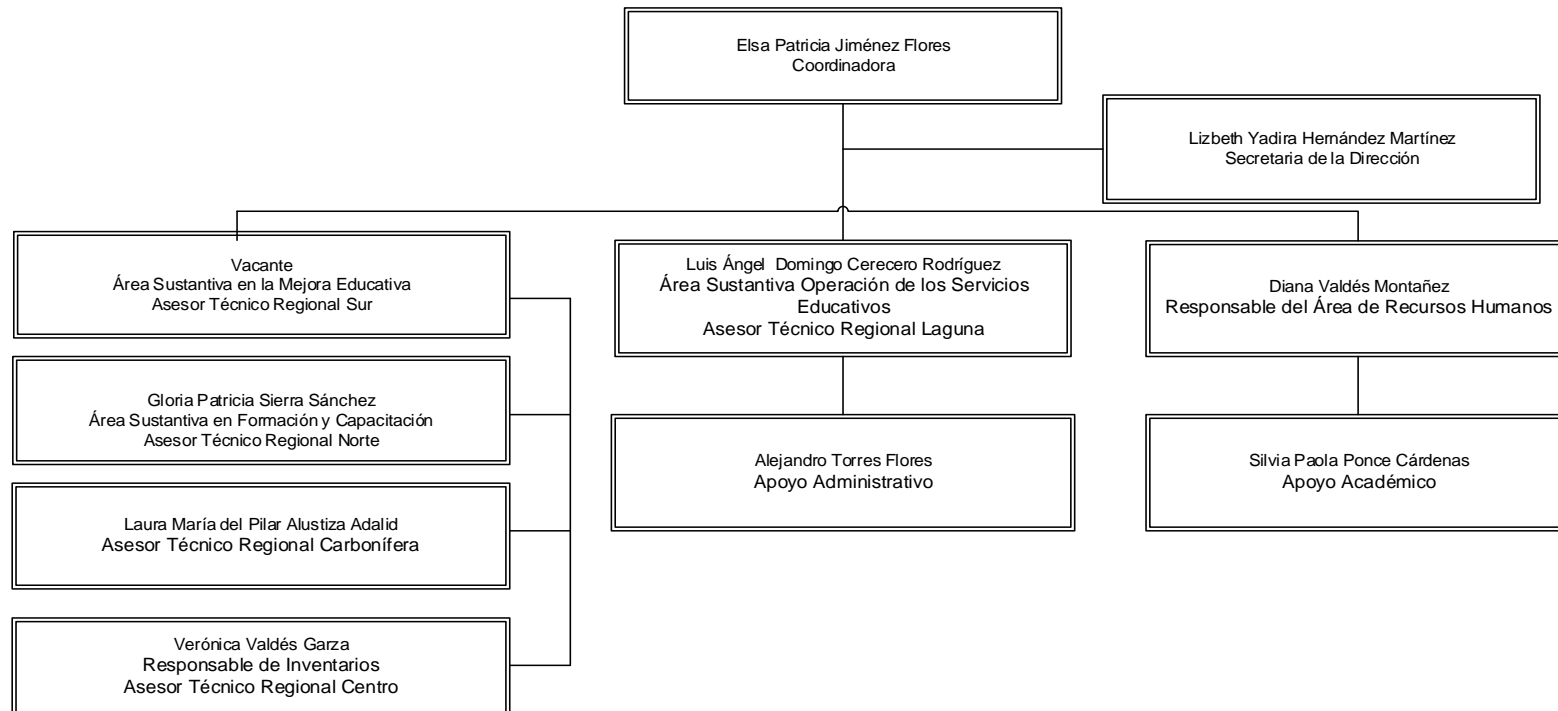 Elsa Patricia Jiménez Flores
Coordinadora
Lizbeth Yadira Hernández Martínez
Secretaria de la Dirección
Vacante
Área Sustantiva en la Mejora Educativa
Asesor Técnico Regional Sur
Luis Ángel Domingo Cerecero Rodríguez
Área Sustantiva Operación de los Servicios
Educativos
Asesor Técnico Regional Laguna
Diana Valdés Montañez
Responsable del Área de Recursos Humanos
Gloria Patricia Sierra Sánchez
Área Sustantiva en Formación y Capacitación
Asesor Técnico Regional Norte
Alejandro Torres Flores
Apoyo Administrativo
Silvia Paola Ponce Cárdenas
Apoyo Académico
Laura María del Pilar Alustiza Adalid
Asesor Técnico Regional Carbonífera
Verónica Valdés Garza
Responsable de Inventarios
Asesor Técnico Regional Centro